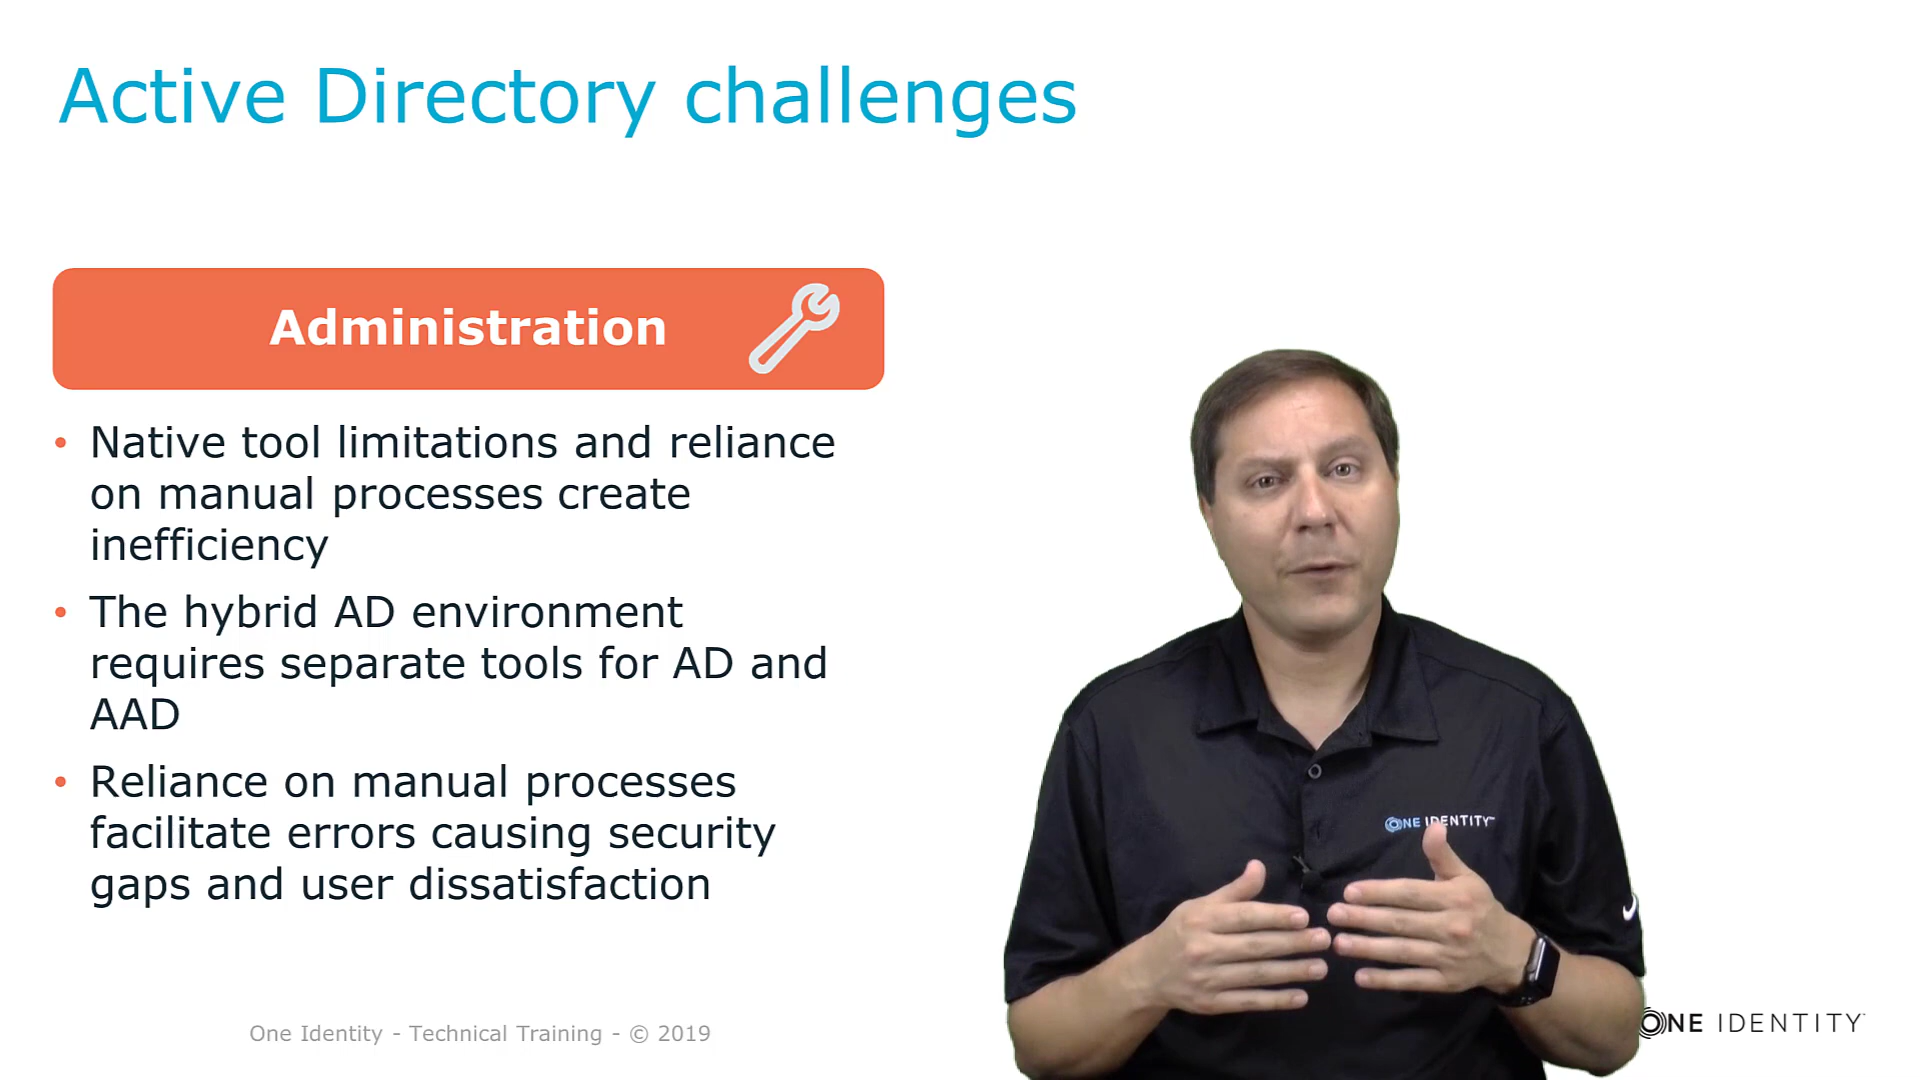 Active Directory challenges
Administration
• Native tool limitations and reliance
on manual processes create
inefficiency
• The hybrid AD environment
requires separate tools for AD and
AAD
• Reliance on manual processes
facilitate errors causing security
gaps and user dissatisfaction
ONE IDENTITY™
One Identity - Technical Training - © 2019
ONE IDENTITY™